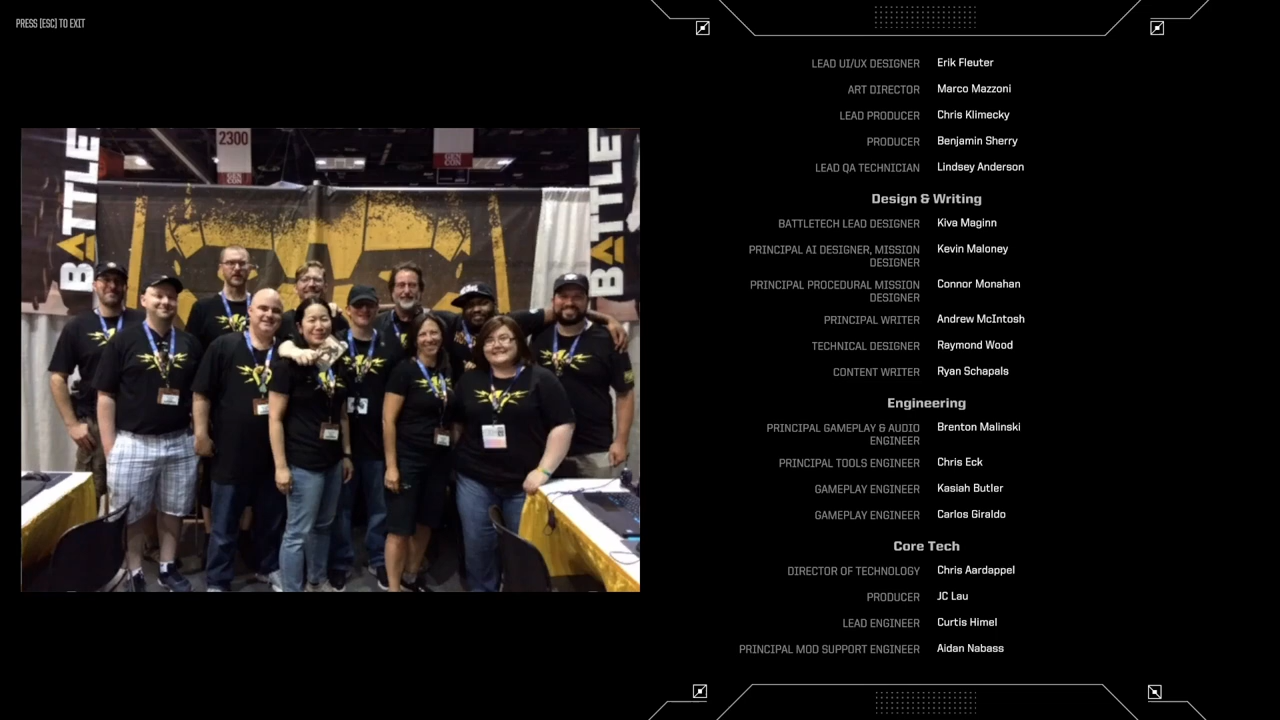 PRESS [ESC] TO EXIT
2300
GEN
CON
GEN
CON
BATTLE
BATTLE
LEAD UI/UX DESIGNER Erik Fleuter
ART DIRECTOR Marco Mazzoni
LEAD PRODUCER Chris Klimecky
PRODUCER Benjamin Sherry
LEAD QA TECHNICIAN Lindsey Anderson
Design & Writing
BATTLETECH LEAD DESIGNER Kiva Maginn
PRINCIPAL AI DESIGNER, MISSION Kevin Maloney
DESIGNER
PRINCIPAL PROCEDURAL MISSION Connor Monahan
DESIGNER
PRINCIPAL WRITER Andrew McIntosh
TECHNICAL DESIGNER Raymond Wood
CONTENT WRITER Ryan Schapals
Engineering
PRINCIPAL GAMEPLAY & AUDIO Brenton Malinski
ENGINEER
PRINCIPAL TOOLS ENGINEER Chris Eck
GAMEPLAY ENGINEER Kasiah Butler
GAMEPLAY ENGINEER Carlos Giraldo
Core Tech
DIRECTOR OF TECHNOLOGY Chris Aardappel
PRODUCER JC Lau
LEAD ENGINEER Curtis Himel
PRINCIPAL MOD SUPPORT ENGINEER Aidan Nabass